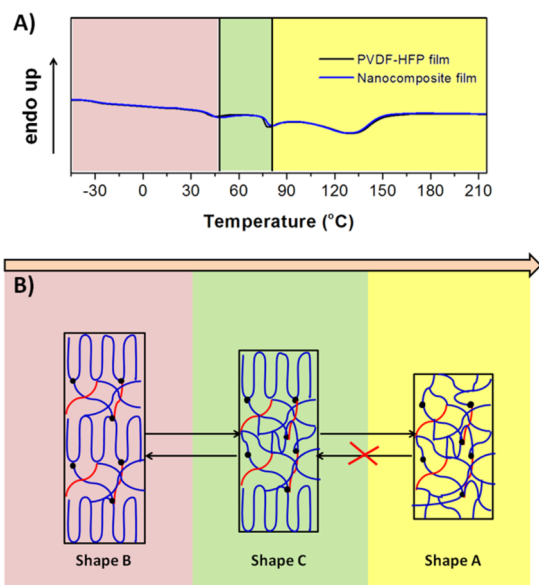 A)
endo up
PVDF-HFP film
Nanocomposite film
-30 0 30 60 90 120 150 180 210
Temperature (°C)
B)
Shape B Shape C Shape A